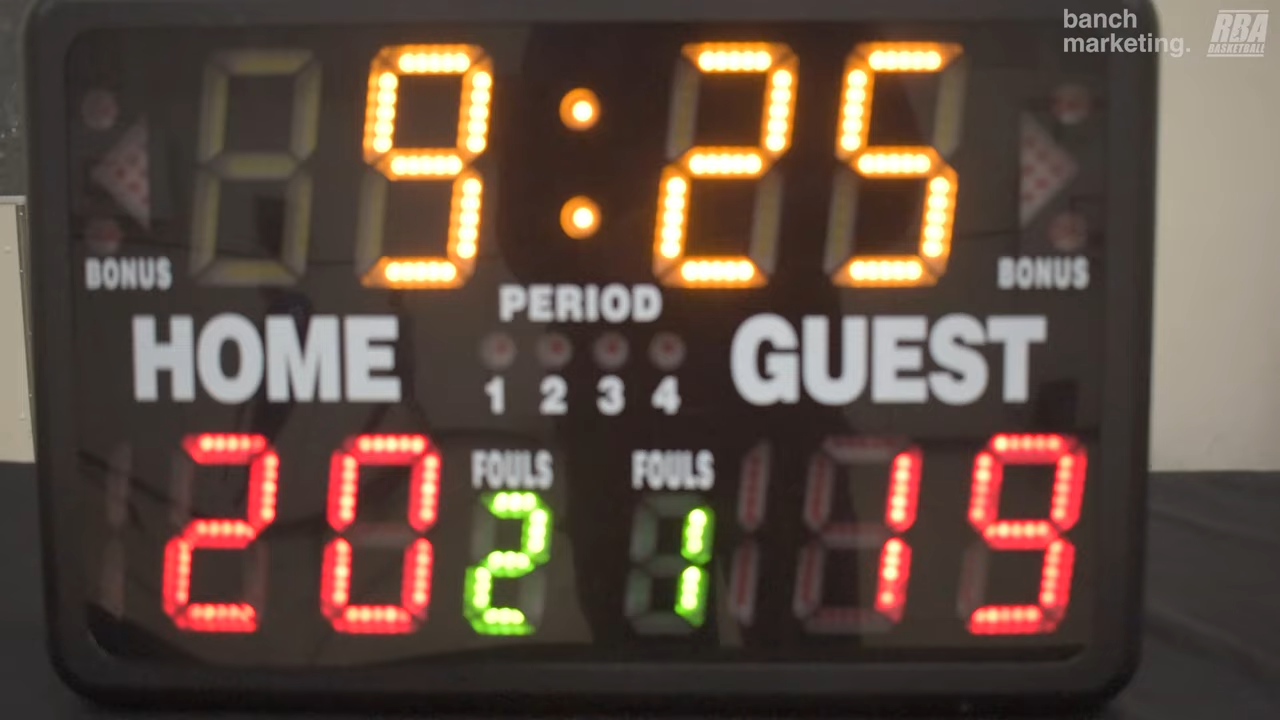 banch
marketing.
RBA
BASKETBALL
9:25
BONUS
BONUS
PERIOD
HOME
GUEST
1 2 3 4
FOULS
FOULS
20
2
1
19